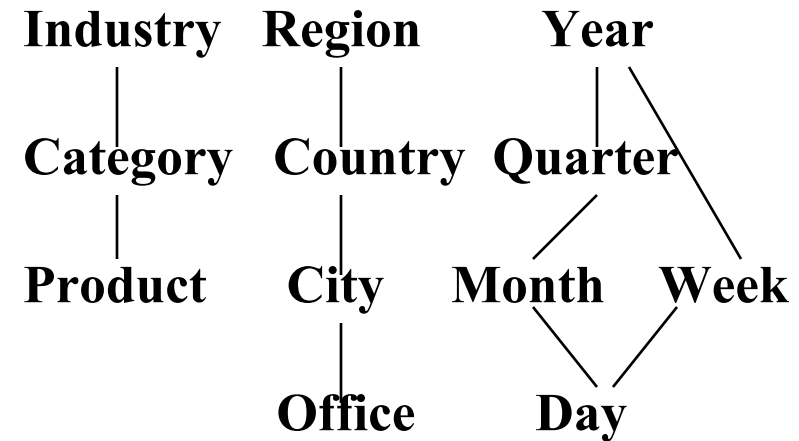 Industry Region Year
Category Country Quarter
Product City Month Week
Office Day